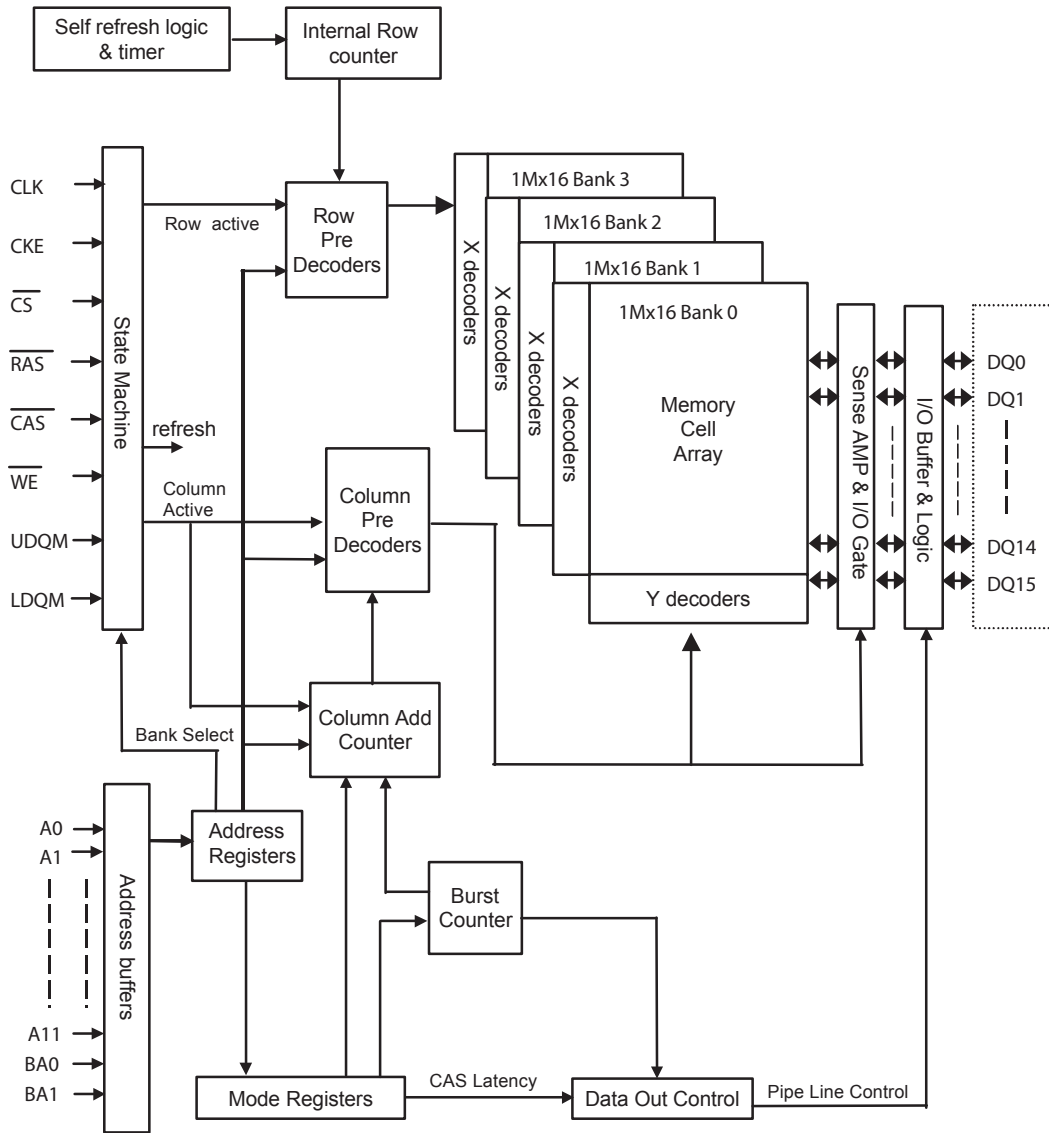 Self refresh logic
& timer
Internal Row
counter
CLK
CKE
CS
RAS
CAS
WE
UDQM
LDQM
State Machine
Row active
refresh
Column
Active
Row
Pre
Decoders
Column
Pre
Decoders
X decoders
X decoders
X decoders
X decoders
1Mx16 Bank 3
1Mx16 Bank 2
1Mx16 Bank 1
1Mx16 Bank 0
Memory
Cell
Array
Y decoders
Sense AMP & I/O Gate
I/O Buffer & Logic
DQ0
DQ1
DQ14
DQ15
Bank Select
Column Add
Counter
A0
A1
A11
BA0
BA1
Address buffers
Address
Registers
Burst
Counter
Mode Registers
CAS Latency
Data Out Control
Pipe Line Control